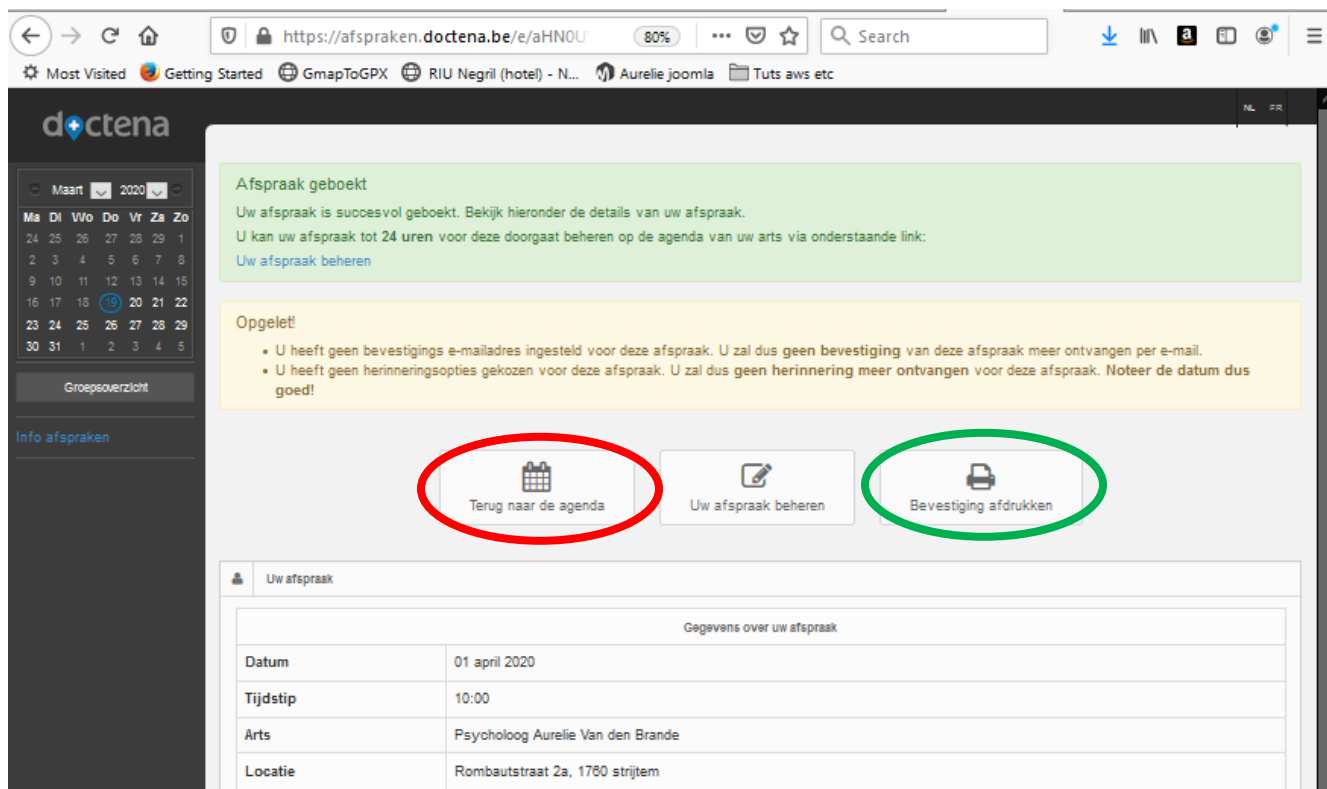 https://afspraken.doctena.be/e/aHN0U
80%
Search
Most Visited
Getting Started
GmapToGPX
RIU Negril (hotel) - N...
Aurelie joomla
Tuts aws etc
doctena
NL FR
Maart 2020
Ma Di Wo Do Vr Za Zo
24 25 26 27 28 29 1
2 3 4 5 6 7 8
9 10 11 12 13 14 15
16 17 18 19 20 21 22
23 24 25 26 27 28 29
30 31 1 2 3 4 5
Groepsoverzicht
Info afspraken
Afspraak geboekt
Uw afspraak is succesvol geboekt. Bekijk hieronder de details van uw afspraak.
U kan uw afspraak tot 24 uren voor deze doorgaat beheren op de agenda van uw arts via onderstaande link:
Uw afspraak beheren
Opgelet!
• U heeft geen bevestigings e-mailadres ingesteld voor deze afspraak. U zal dus geen bevestiging van deze afspraak meer ontvangen per e-mail.
• U heeft geen herinneringsopties gekozen voor deze afspraak. U zal dus geen herinnering meer ontvangen voor deze afspraak. Noteer de datum dus
goed!
Terug naar de agenda
Uw afspraak beheren
Bevestiging afdrukken
Uw afspraak
Gegevens over uw afspraak
Datum 01 april 2020
Tijdstip 10:00
Arts Psycholoog Aurelie Van den Brande
Locatie Rombautstraat 2a, 1760 strijtem